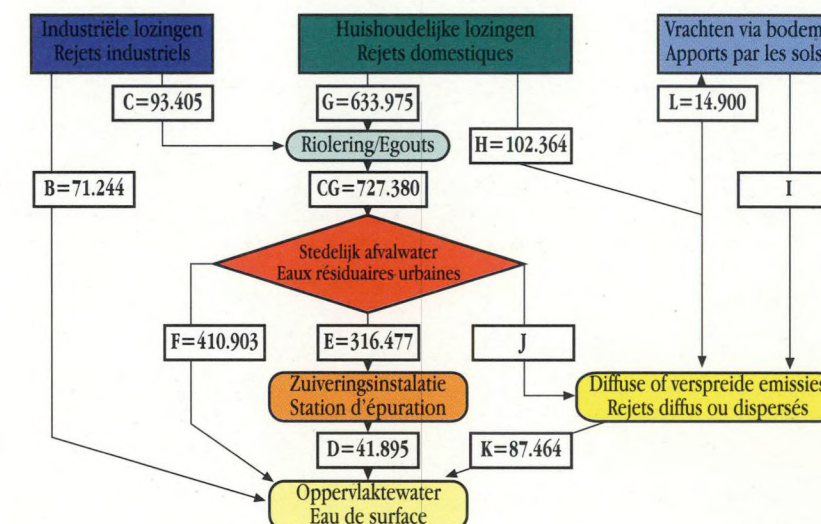 Industriële lozingen
Rejets industriels
Huishoudelijke lozingen
Rejets domestiques
Vrachten via bodem
Apports par les sols
C=93.405
G=633.975
L=14.900
Riolering/Egouts
H=102.364
B=71.244
CG=727.380
I
Stedelijk afvalwater
Eaux résiduaires urbaines
F=410.903
E=316.477
J
Zuiveringsinstalatie
Station d'épuration
Diffuse of verspreide emissies
Rejets diffus ou dispersés
D=41.895
K=87.464
Oppervlaktewater
Eau de surface